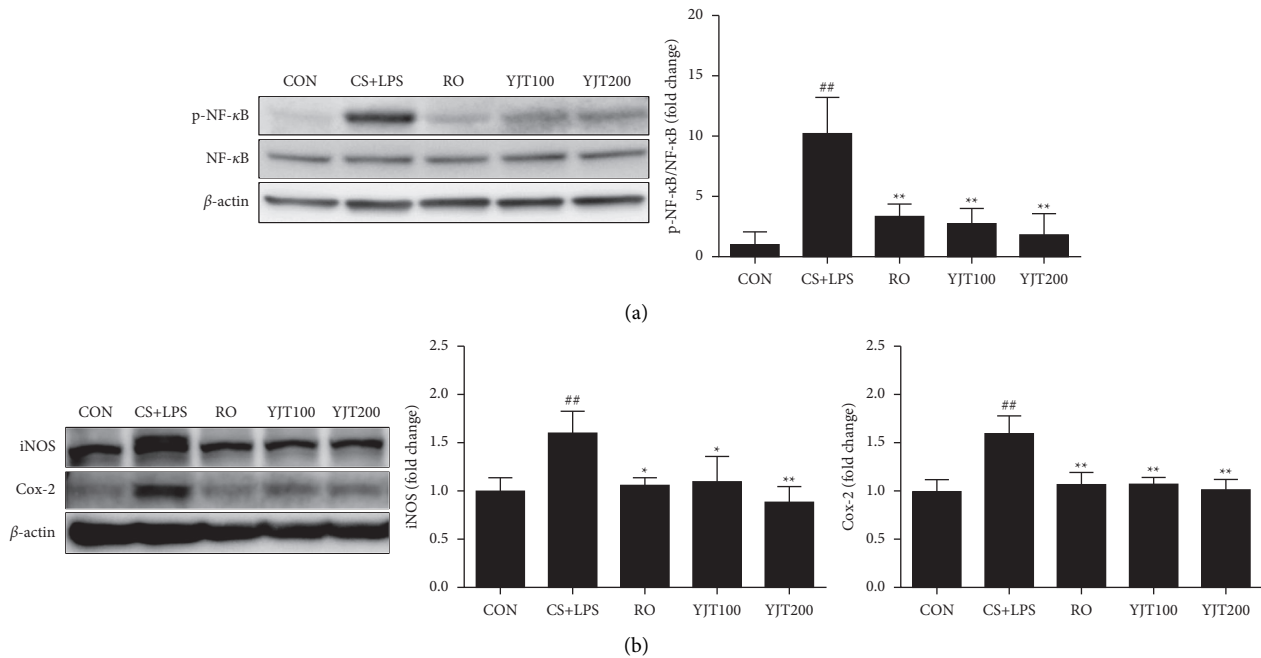 CON CS+LPS RO YJT100 YJT200
p-NF-κB
NF-κB
β-actin
p-NF-κB/NF-κB (fold change)
20
15
10
5
0
##
**
**
**
CON CS+LPS RO YJT100 YJT200
(a)
CON CS+LPS RO YJT100 YJT200
iNOS
Cox-2
β-actin
iNOS (fold change)
2.5
2.0
1.5
1.0
0.5
0.0
##
*
*
**
CON CS+LPS RO YJT100 YJT200
Cox-2 (fold change)
2.5
2.0
1.5
1.0
0.5
0.0
##
**
**
**
CON CS+LPS RO YJT100 YJT200
(b)